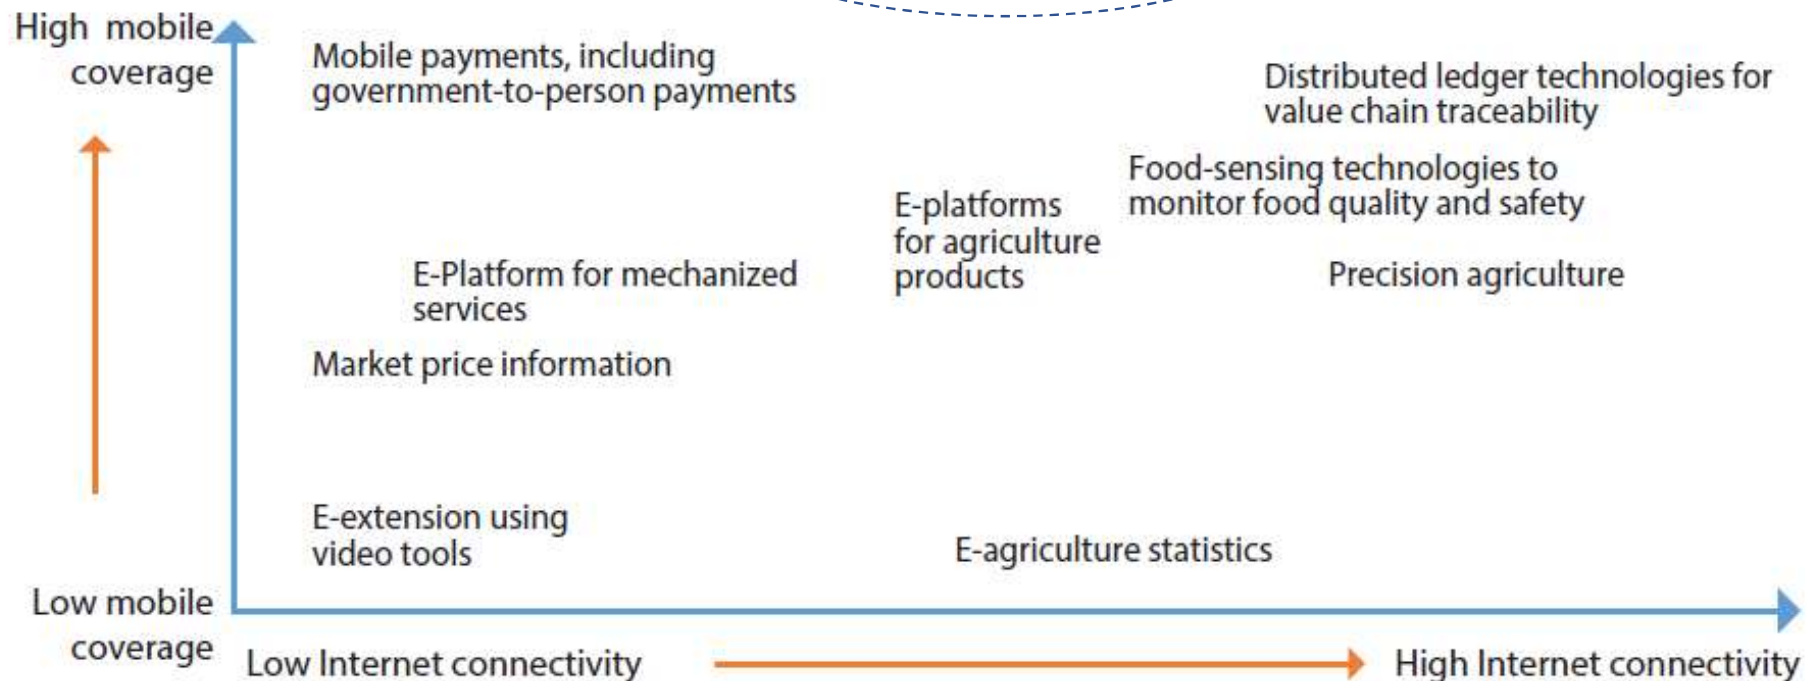 High mobile
coverage
Mobile payments, including
government-to-person payments
Distributed ledger technologies for
value chain traceability
Food-sensing technologies to
monitor food quality and safety
E-platforms
for agriculture
products
E-Platform for mechanized
services
Precision agriculture
Market price information
E-extension using
video tools
E-agriculture statistics
Low mobile
coverage
Low Internet connectivity
High Internet connectivity